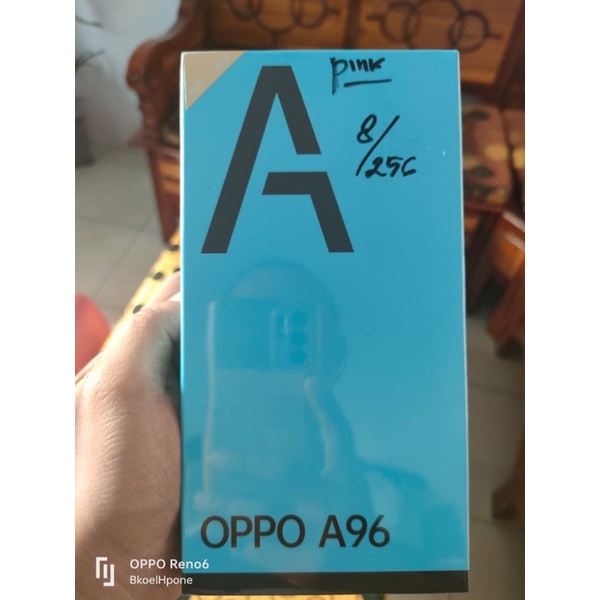 pink
A
8/256
OPPO A96
OPPO Reno6
BkoelHpone